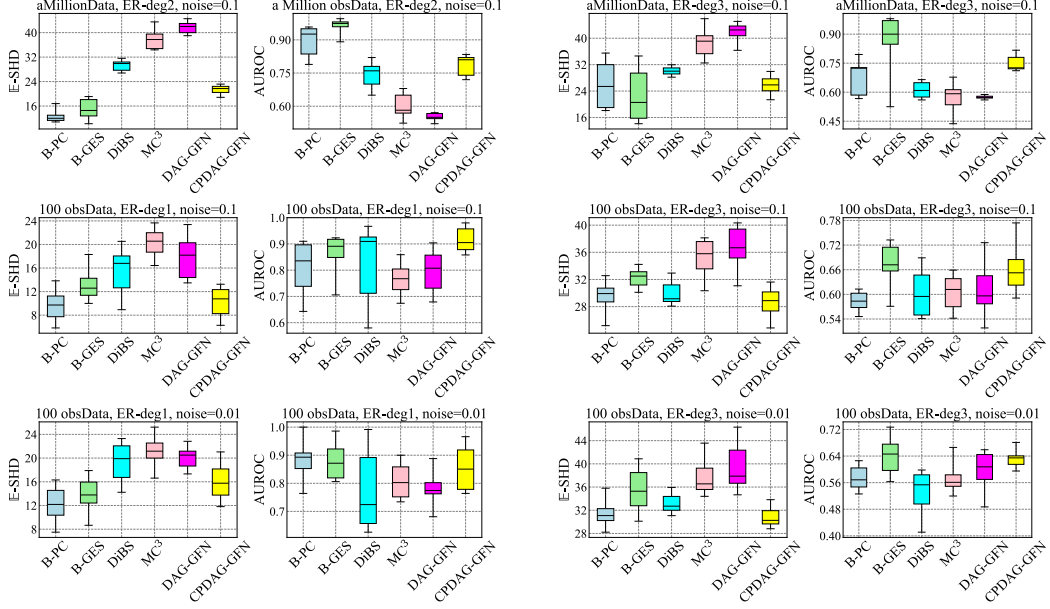 aMillionData, ER-deg2, noise=0.1
a Million obsData, ER-deg2, noise=0.1
aMillionData, ER-deg3, noise=0.1
aMillionData, ER-deg3, noise=0.1
𝔼-SHD
40
32
24
16
B-PC
B-GES
DiBS
MC³
DAG-GFN
CPDAG-GFN
AUROC
0.90
0.75
0.60
B-PC
B-GES
DiBS
MC³
DAG-GFN
CPDAG-GFN
𝔼-SHD
40
32
24
16
B-PC
B-GES
DiBS
MC³
DAG-GFN
CPDAG-GFN
AUROC
0.90
0.75
0.60
0.45
B-PC
B-GES
DiBS
MC³
DAG-GFN
CPDAG-GFN
100 obsData, ER-deg1, noise=0.1
100 obsData, ER-deg1, noise=0.1
100 obsData, ER-deg3, noise=0.1
100 obsData, ER-deg3, noise=0.1
𝔼-SHD
24
20
16
12
8
B-PC
B-GES
DiBS
MC³
DAG-GFN
CPDAG-GFN
AUROC
1.0
0.9
0.8
0.7
0.6
B-PC
B-GES
DiBS
MC³
DAG-GFN
CPDAG-GFN
𝔼-SHD
40
36
32
28
B-PC
B-GES
DiBS
MC³
DAG-GFN
CPDAG-GFN
AUROC
0.78
0.72
0.66
0.60
0.54
B-PC
B-GES
DiBS
MC³
DAG-GFN
CPDAG-GFN
100 obsData, ER-deg1, noise=0.01
100 obsData, ER-deg1, noise=0.01
100 obsData, ER-deg3, noise=0.01
100 obsData, ER-deg3, noise=0.01
𝔼-SHD
24
20
16
12
8
B-PC
B-GES
DiBS
MC³
DAG-GFN
CPDAG-GFN
AUROC
1.0
0.9
0.8
0.7
B-PC
B-GES
DiBS
MC³
DAG-GFN
CPDAG-GFN
𝔼-SHD
44
40
36
32
28
B-PC
B-GES
DiBS
MC³
DAG-GFN
CPDAG-GFN
AUROC
0.72
0.64
0.56
0.48
0.40
B-PC
B-GES
DiBS
MC³
DAG-GFN
CPDAG-GFN